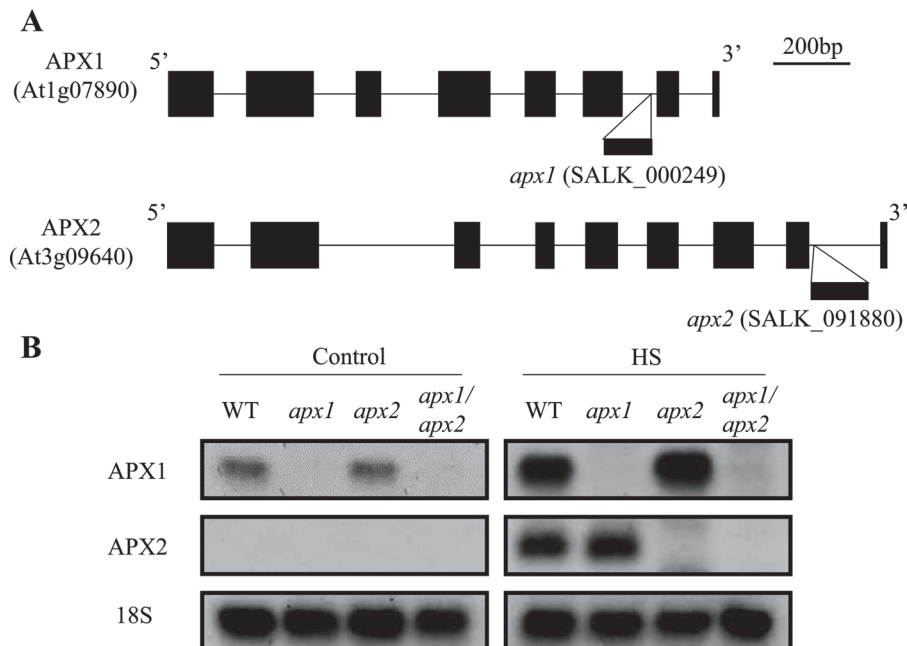 A
APX1
(At1g07890)
5’
3’
200bp
apx1 (SALK_000249)
APX2
(At3g09640)
5’
3’
apx2 (SALK_091880)
B
Control
HS
WT
apx1
apx2
apx1/
apx2
WT
apx1
apx2
apx1/
apx2
APX1
APX2
18S